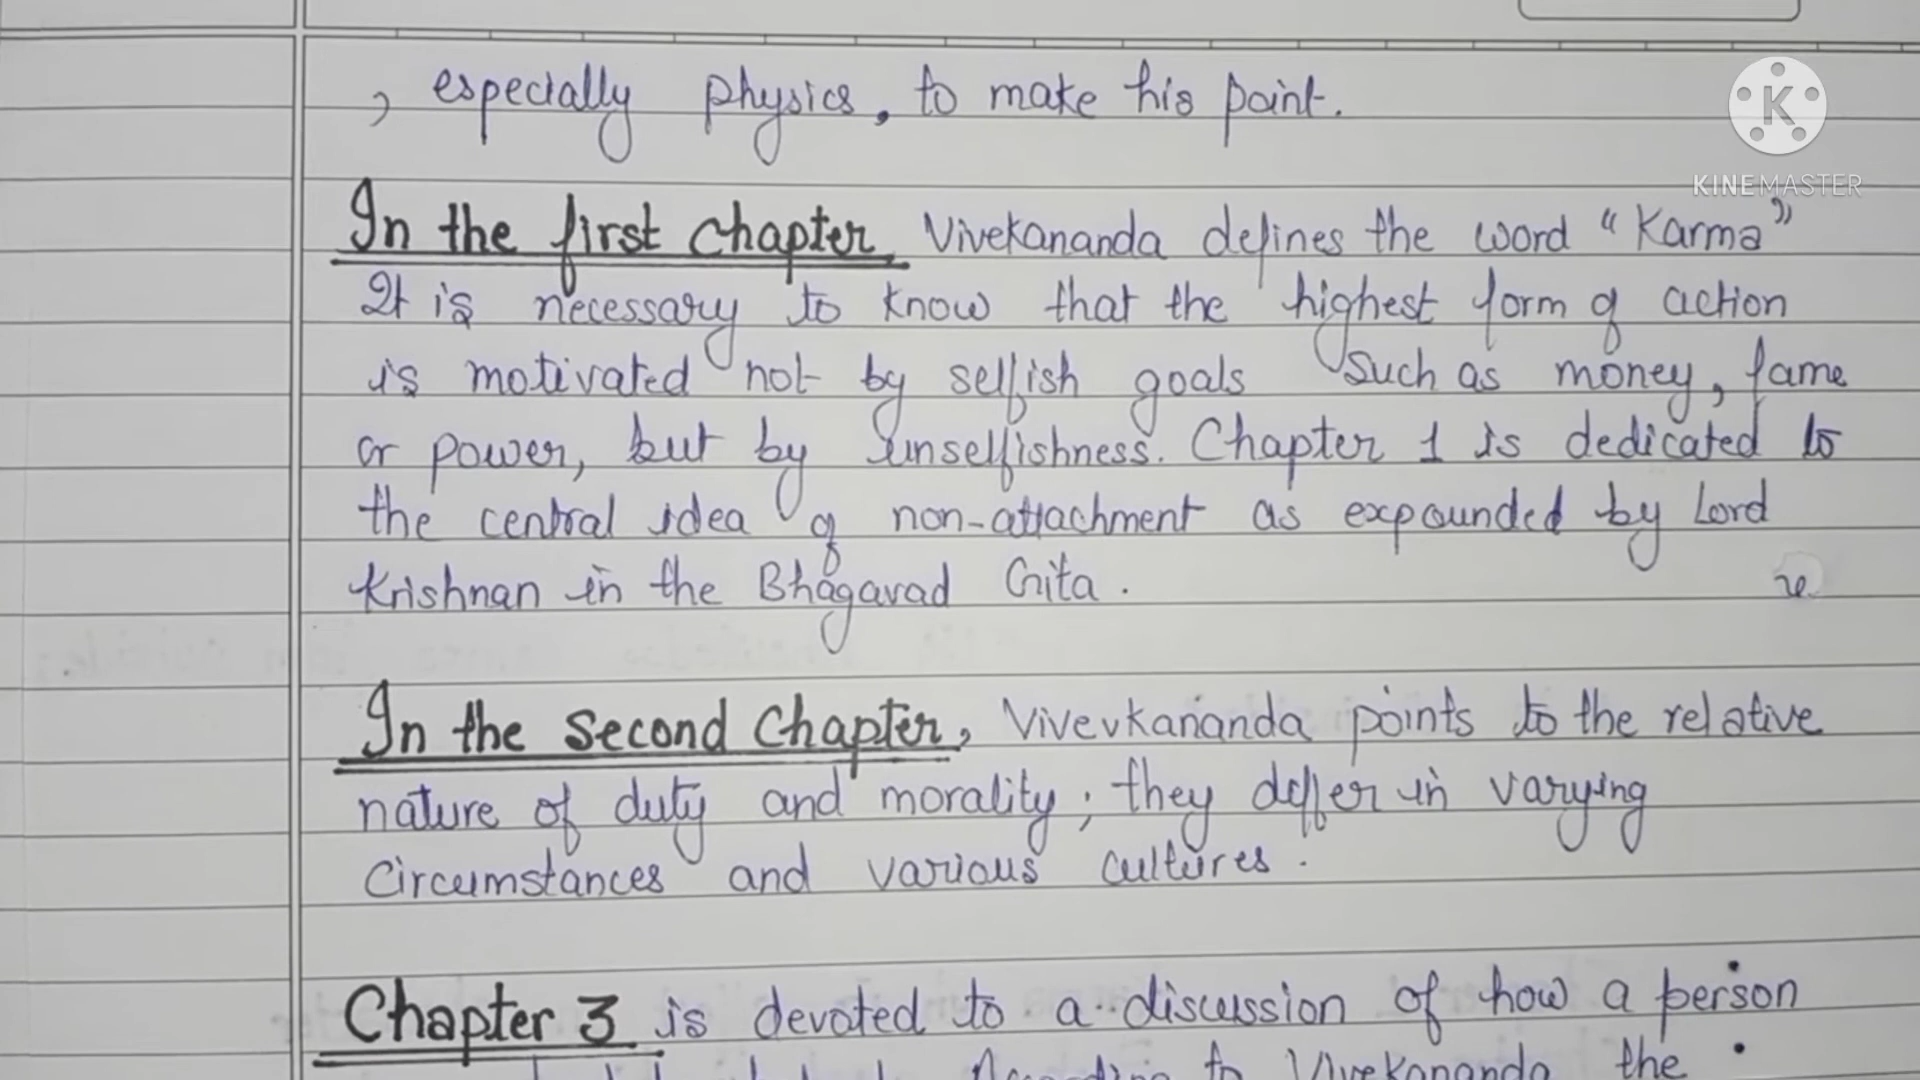 , especially physics, to make his point.
K
KINEMASTER
In the first chapter, Vivekananda defines the word "Karma"
It is necessary to know that the highest form of action
is motivated not by selfish goals such as money, fame
or power, but by unselfishness. Chapter 1 is dedicated to
the central idea of non-attachment as expounded by Lord
Krishnan in the Bhagavad Gita.
In the second Chapter, Vivevkananda points to the relative
nature of duty and morality; they differ in varying
circumstances and various cultures.
Chapter 3 is devoted to a discussion of how a person
According to Vivekananda the